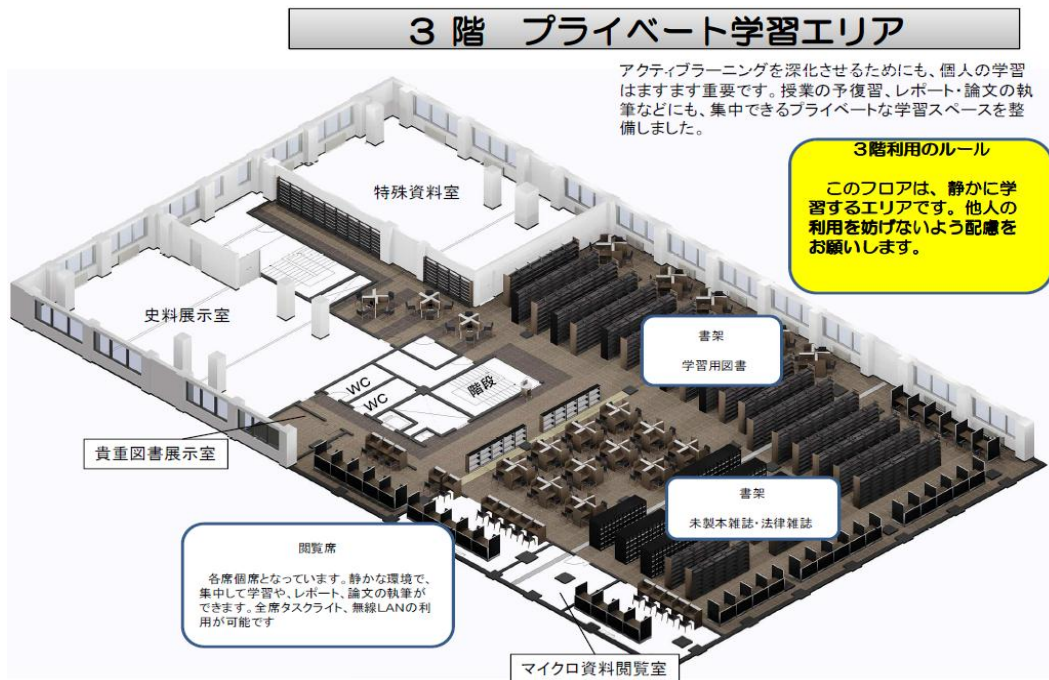 3 階　プライベート学習エリア
アクティブラーニングを深化させるためにも、個人の学習
はますます重要です。授業の予復習、レポート・論文の執
筆などにも、集中できるプライベートな学習スペースを整
備しました。
3階利用のルール
このフロアは、静かに学
習するエリアです。他人の
利用を妨げないよう配慮を
お願いします。
特殊資料室
史料展示室
書架
学習用図書
WC
WC
階段
貴重図書展示室
書架
未製本雑誌・法律雑誌
閲覧席
各席個席となっています。静かな環境で、
集中して学習や、レポート、論文の執筆が
できます。全席タスクライト、無線LANの利
用が可能です
マイクロ資料閲覧室